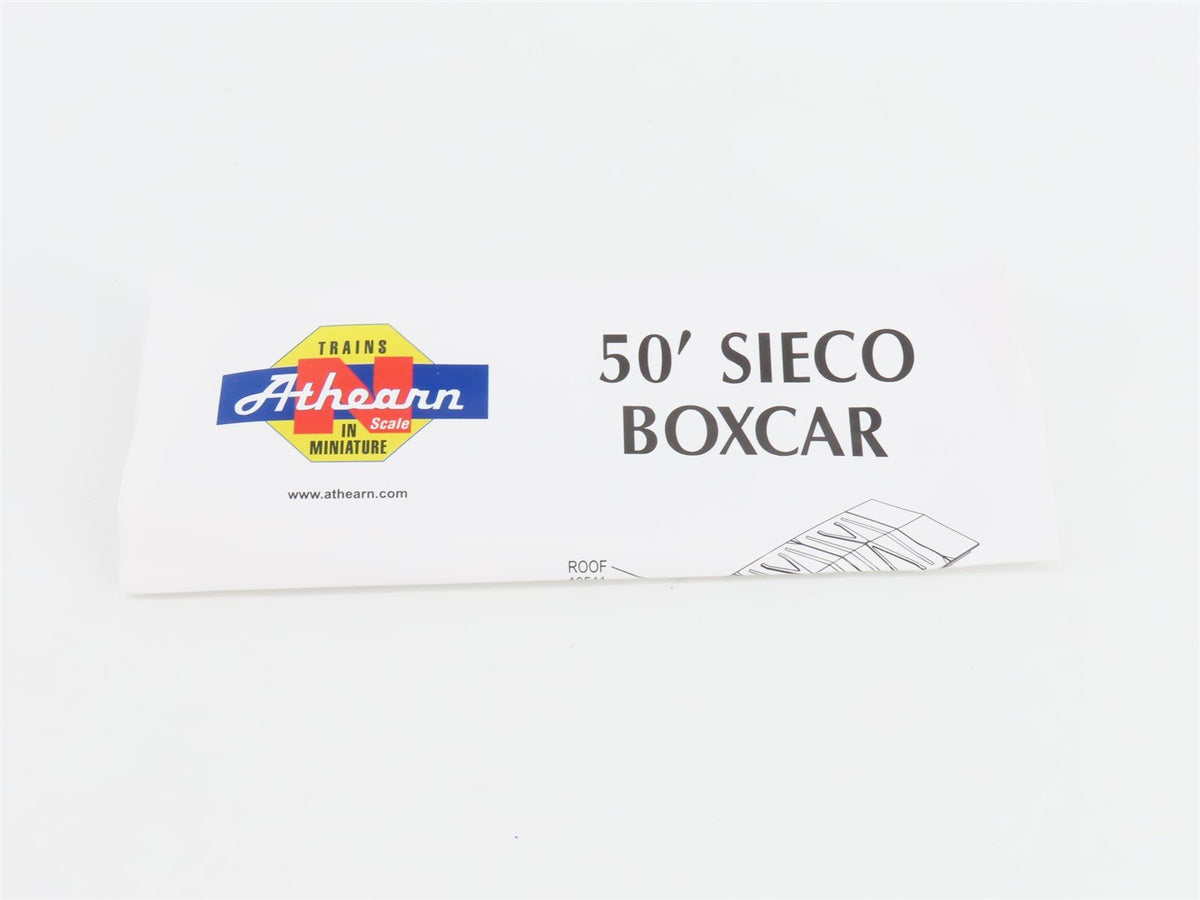 TRAINS
N
Athearn
Scale
IN
MINIATURE
www.athearn.com
50' SIECO
BOXCAR
ROOF